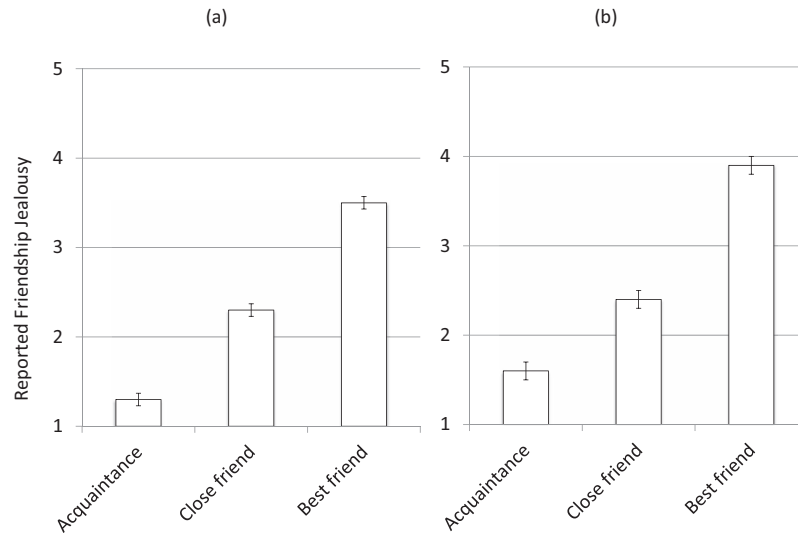 (a)
5
4
3
2
1
Reported Friendship Jealousy
Acquaintance
Close friend
Best friend
(b)
5
4
3
2
1
Acquaintance
Close friend
Best friend